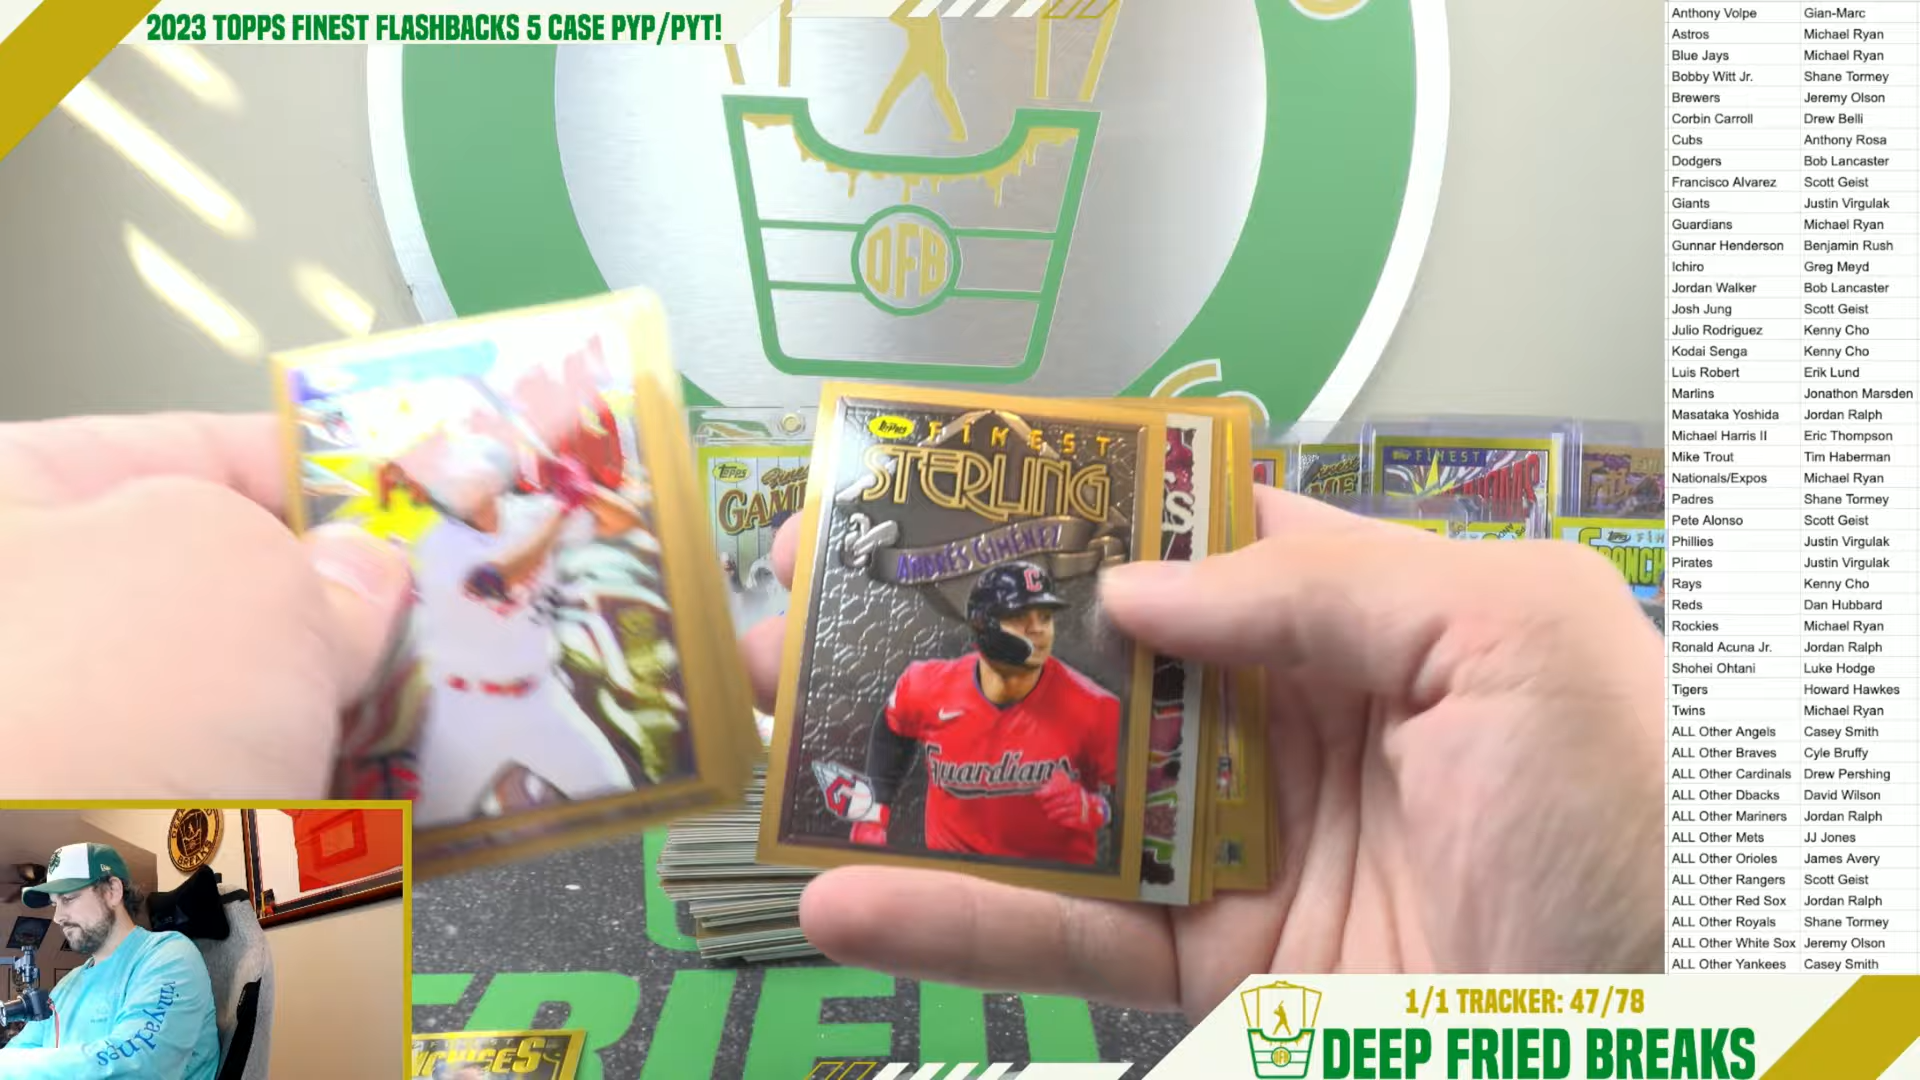 2023 TOPPS FINEST FLASHBACKS 5 CASE PYP/PYT!
DFB
Anthony Volpe Gian-Marc
Astros Michael Ryan
Blue Jays Michael Ryan
Bobby Witt Jr. Shane Tormey
Brewers Jeremy Olson
Corbin Carroll Drew Belli
Cubs Anthony Rosa
Dodgers Bob Lancaster
Francisco Alvarez Scott Geist
Giants Justin Virgulak
Guardians Michael Ryan
Gunnar Henderson Benjamin Rush
Ichiro Greg Meyd
Jordan Walker Bob Lancaster
Josh Jung Scott Geist
Julio Rodriguez Kenny Cho
Kodai Senga Kenny Cho
Luis Robert Erik Lund
Marlins Jonathon Marsden
Masataka Yoshida Jordan Ralph
Michael Harris II Eric Thompson
Mike Trout Tim Haberman
Nationals/Expos Michael Ryan
Padres Shane Tormey
Pete Alonso Scott Geist
Phillies Justin Virgulak
Pirates Justin Virgulak
Rays Kenny Cho
Reds Dan Hubbard
Rockies Michael Ryan
Ronald Acuna Jr. Jordan Ralph
Shohei Ohtani Luke Hodge
Tigers Howard Hawkes
Twins Michael Ryan
ALL Other Angels Casey Smith
ALL Other Braves Cyle Bruffy
ALL Other Cardinals Drew Pershing
ALL Other Dbacks David Wilson
ALL Other Mariners Jordan Ralph
ALL Other Mets JJ Jones
ALL Other Orioles James Avery
ALL Other Rangers Scott Geist
ALL Other Red Sox Jordan Ralph
ALL Other Royals Shane Tormey
ALL Other White Sox Jeremy Olson
ALL Other Yankees Casey Smith
Topps FINEST
STERLING
ANDRÉS GIMÉNEZ
C
Guardians
Topps
Topps FINEST
1/1 TRACKER: 47/78
DEEP FRIED BREAKS